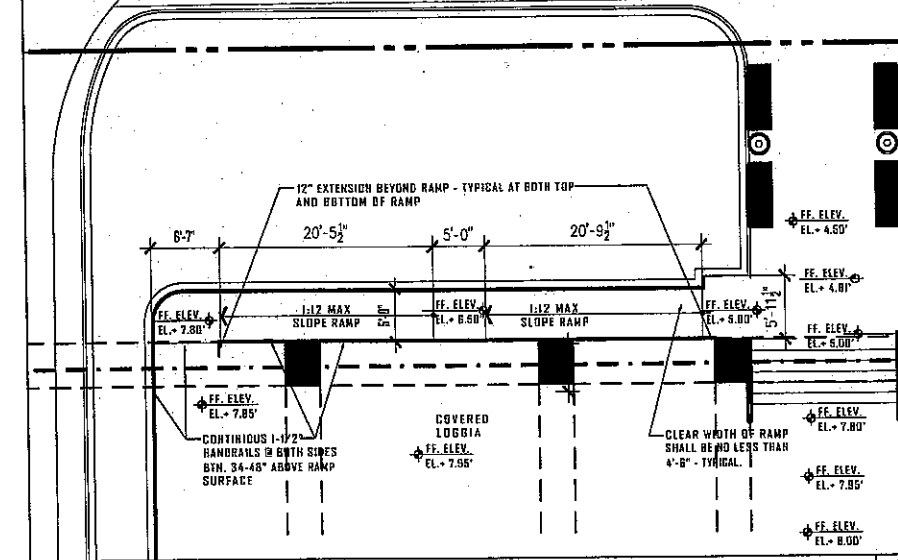 12" EXTENSION BEYOND RAMP - TYPICAL AT BOTH TOP
AND BOTTOM OF RAMP
6'-7"
20'-5½"
5'-0"
20'-9½"
FF. ELEV.
EL.+ 4.50'
FF. ELEV.
EL.+ 4.81'
FF. ELEV.
EL.+ 7.80'
1:12 MAX
SLOPE RAMP
FF. ELEV.
EL.+ 6.60'
1:12 MAX
SLOPE RAMP
FF. ELEV.
EL.+ 5.00'
5'-11½"
FF. ELEV.
EL.+ 5.00'
FF. ELEV.
EL.+ 7.85'
COVERED
LOGGIA
FF. ELEV.
EL.+ 7.95'
FF. ELEV.
EL.+ 7.80'
CONTINIOUS 1-1/2"
HANDRAILS @ BOTH SIDES
BTN. 34-48" ABOVE RAMP
SURFACE
CLEAR WIDTH OF RAMP
SHALL BE NO LESS THAN
4'-6" - TYPICAL.
FF. ELEV.
EL.+ 7.95'
FF. ELEV.
EL.+ 8.00'